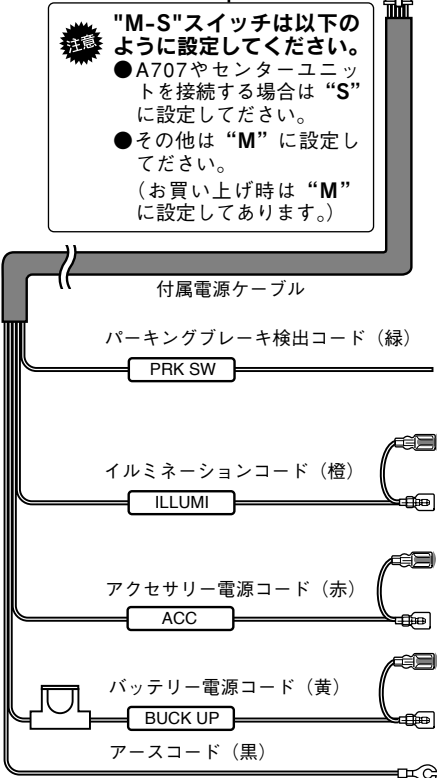 注意
"M-S"スイッチは以下の
ように設定してください。
●A707やセンターユニッ
トを接続する場合は“S”
に設定してださい。
●その他は“M”に設定し
てださい。
（お買い上げ時は“M”
に設定してあります。）
付属電源ケーブル
パーキングブレーキ検出コード（緑）
PRK SW
イルミネーションコード（橙）
ILLUMI
アクセサリー電源コード（赤）
ACC
バッテリー電源コード（黄）
BUCK UP
アースコード（黒）